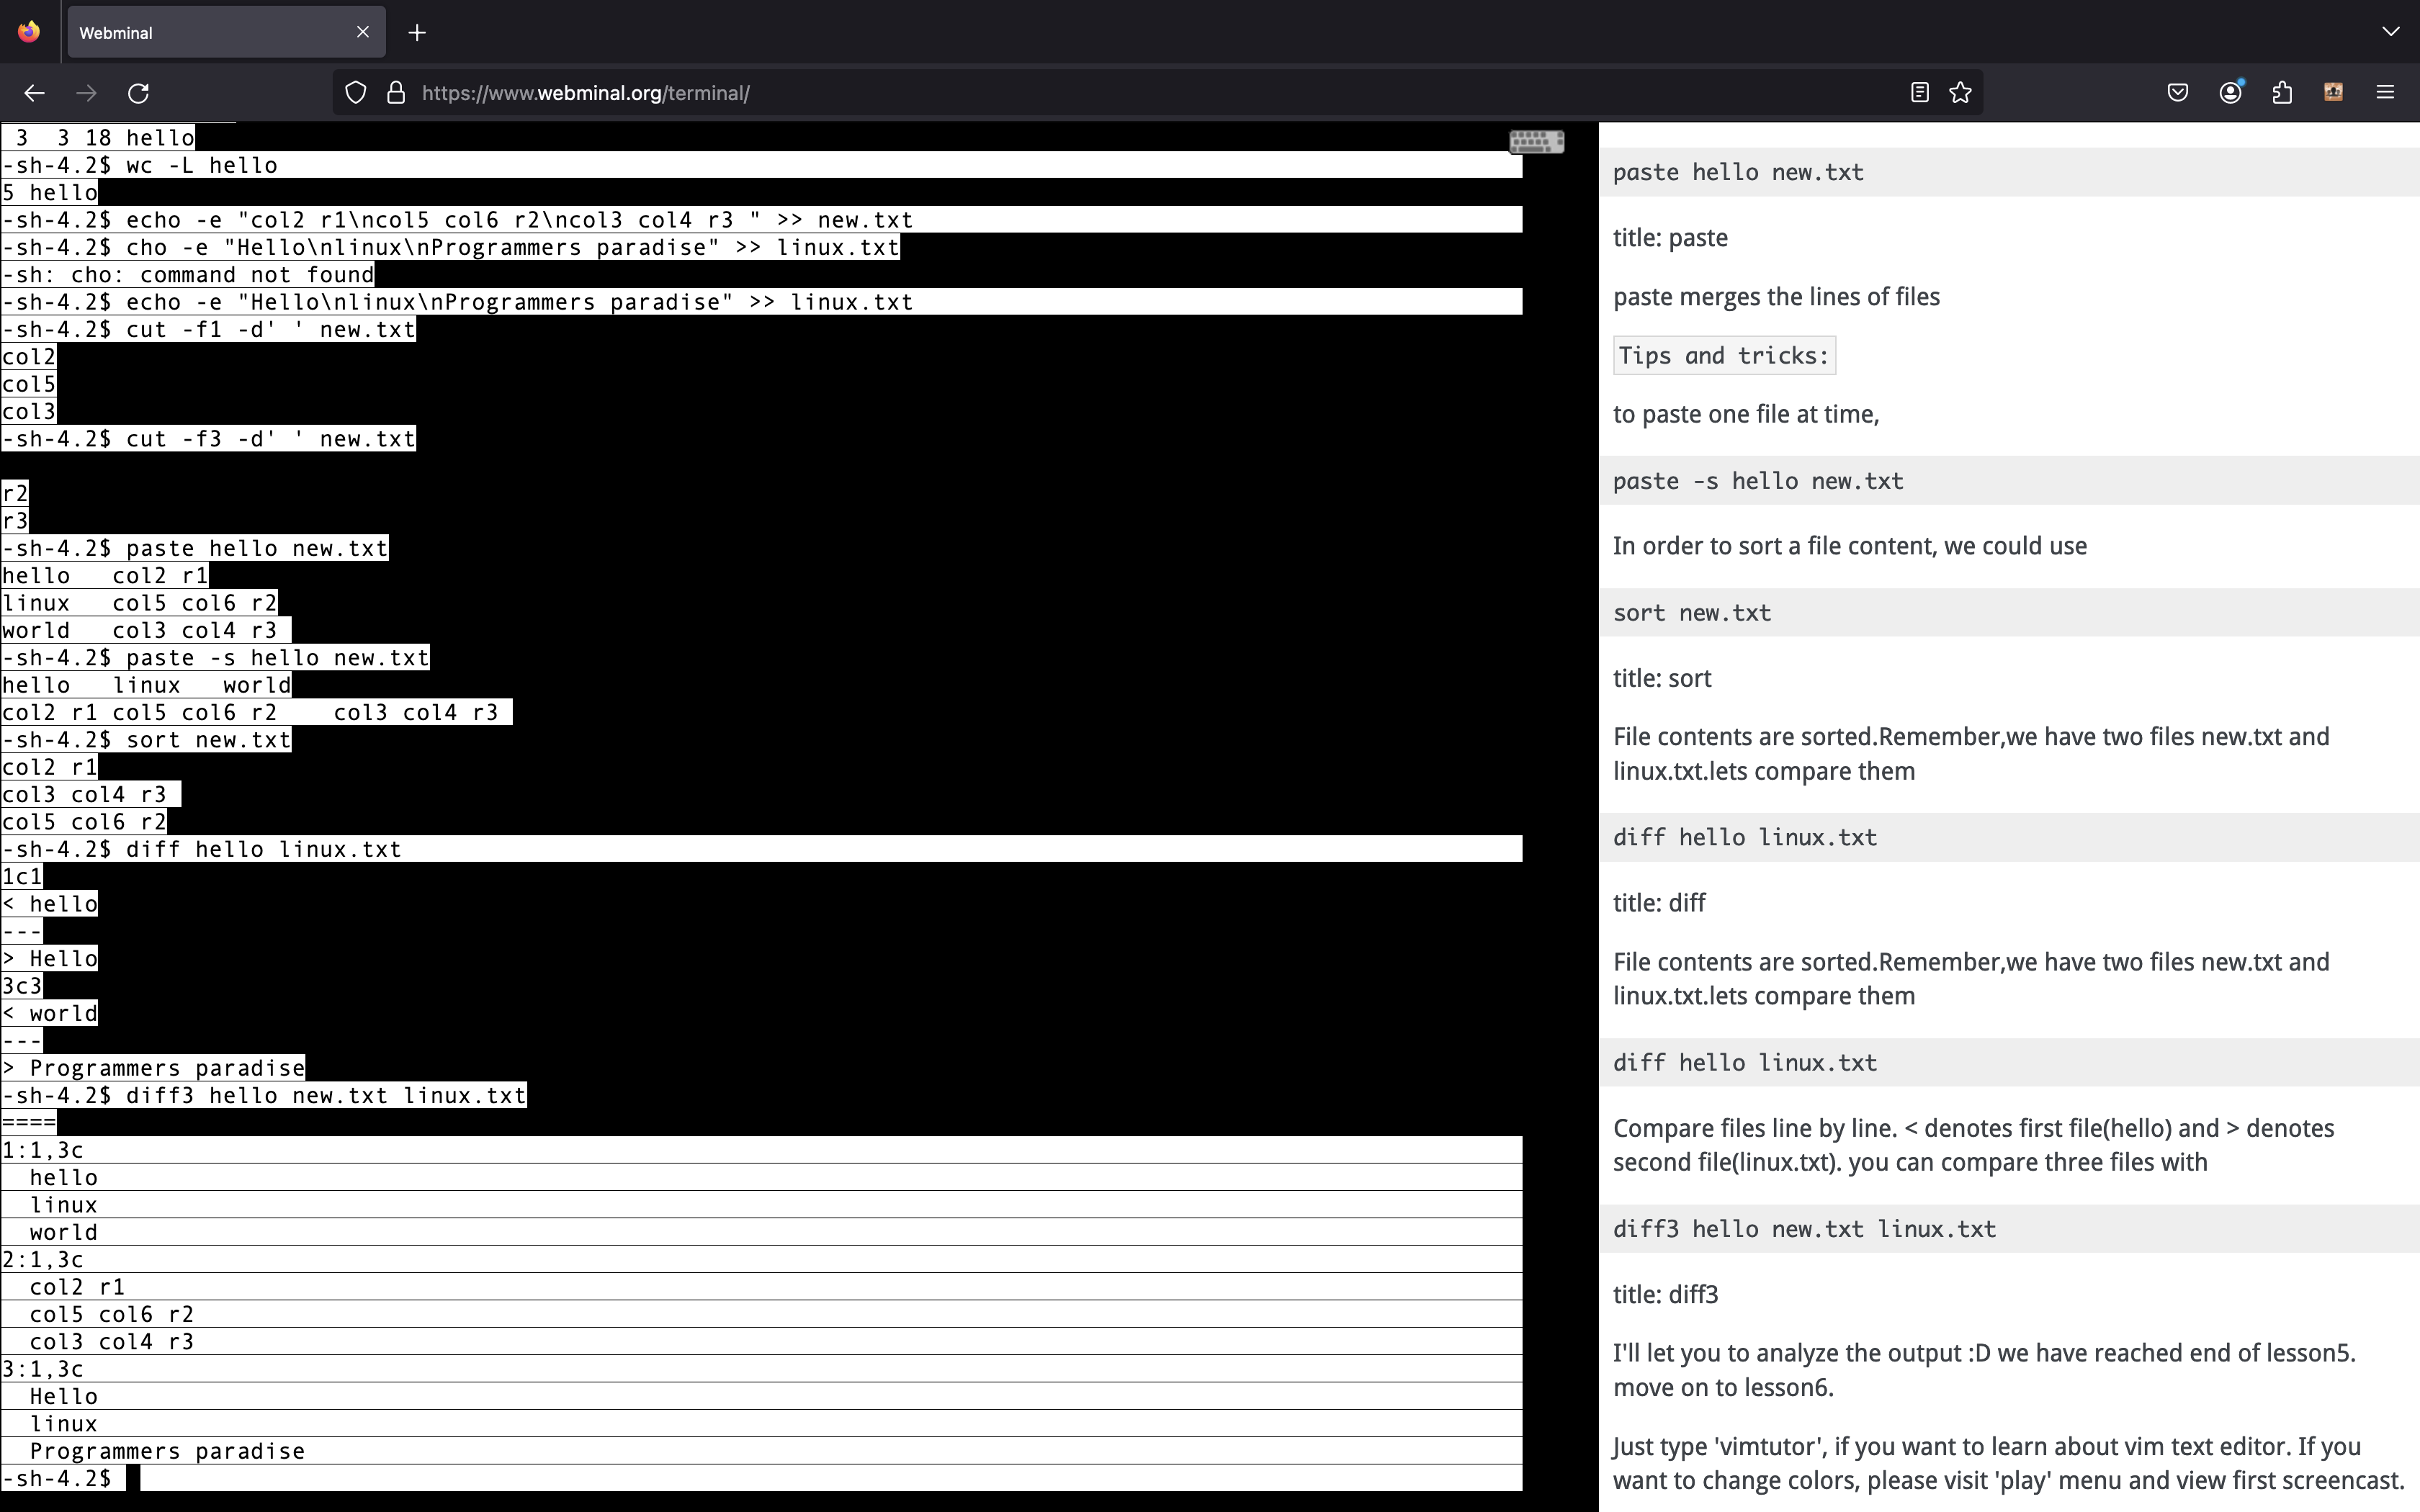 Webminal
https://www.webminal.org/terminal/
 3  3 18 hello
-sh-4.2$ wc -L hello
5 hello
-sh-4.2$ echo -e "col2 r1\ncol5 col6 r2\ncol3 col4 r3 " >> new.txt
-sh-4.2$ cho -e "Hello\nlinux\nProgrammers paradise" >> linux.txt
-sh: cho: command not found
-sh-4.2$ echo -e "Hello\nlinux\nProgrammers paradise" >> linux.txt
-sh-4.2$ cut -f1 -d' ' new.txt
col2
col5
col3
-sh-4.2$ cut -f3 -d' ' new.txt

r2
r3
-sh-4.2$ paste hello new.txt
hello   col2 r1
linux   col5 col6 r2
world   col3 col4 r3
-sh-4.2$ paste -s hello new.txt
hello   linux   world
col2 r1 col5 col6 r2    col3 col4 r3
-sh-4.2$ sort new.txt
col2 r1
col3 col4 r3
col5 col6 r2
-sh-4.2$ diff hello linux.txt
1c1
< hello
---
> Hello
3c3
< world
---
> Programmers paradise
-sh-4.2$ diff3 hello new.txt linux.txt
====
1:1,3c
  hello
  linux
  world
2:1,3c
  col2 r1
  col5 col6 r2
  col3 col4 r3
3:1,3c
  Hello
  linux
  Programmers paradise
-sh-4.2$
paste hello new.txt
title: paste
paste merges the lines of files
Tips and tricks:
to paste one file at time,
paste -s hello new.txt
In order to sort a file content, we could use
sort new.txt
title: sort
File contents are sorted.Remember,we have two files new.txt and
linux.txt.lets compare them
diff hello linux.txt
title: diff
File contents are sorted.Remember,we have two files new.txt and
linux.txt.lets compare them
diff hello linux.txt
Compare files line by line. < denotes first file(hello) and > denotes
second file(linux.txt). you can compare three files with
diff3 hello new.txt linux.txt
title: diff3
I'll let you to analyze the output :D we have reached end of lesson5.
move on to lesson6.
Just type 'vimtutor', if you want to learn about vim text editor. If you
want to change colors, please visit 'play' menu and view first screencast.